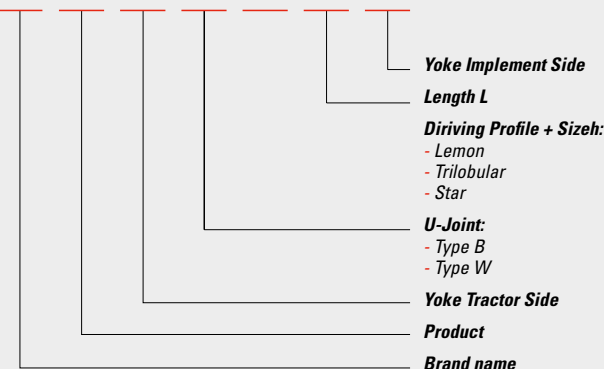 Yoke Implement Side
Length L
Diriving Profile + Sizeh:
- Lemon
- Trilobular
- Star
U-Joint:
- Type B
- Type W
Yoke Tractor Side
Product
Brand name